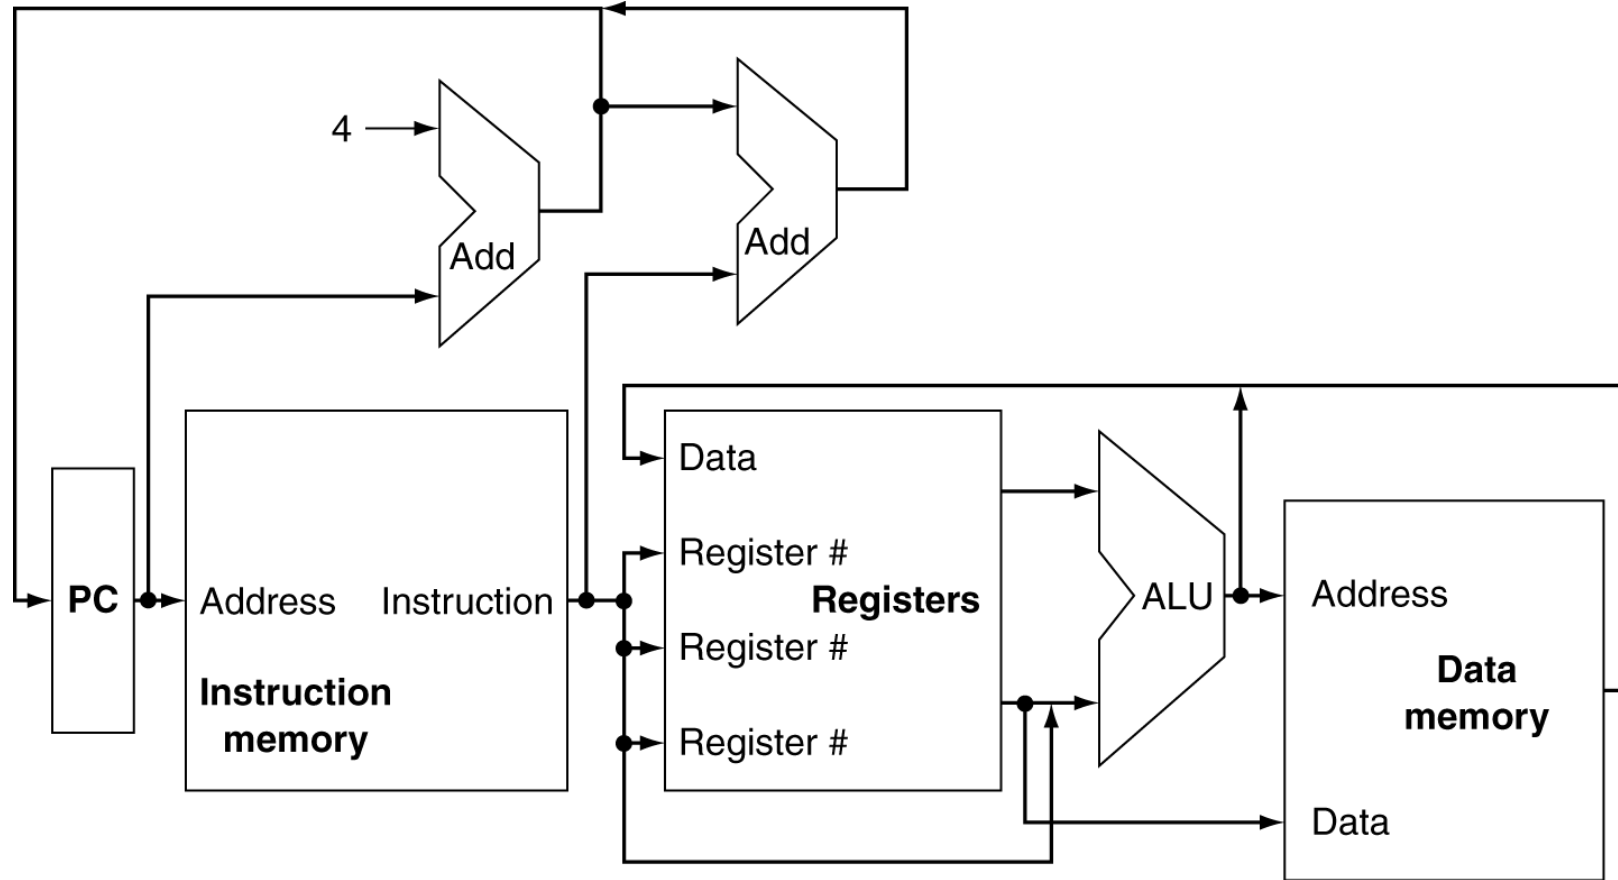 4
Add
Add
Data
Register #
Registers
Register #
Register #
PC
Address
Instruction
Instruction
memory
ALU
Address
Data
memory
Data